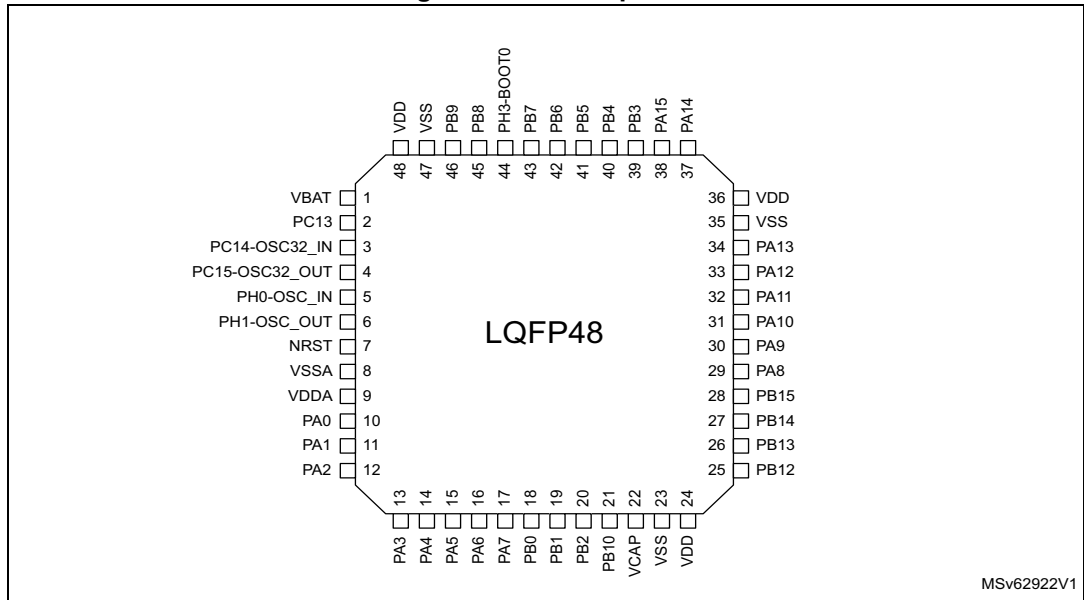 48 VDD
47 VSS
46 PB9
45 PB8
44 PH3-BOOT0
43 PB7
42 PB6
41 PB5
40 PB4
39 PB3
38 PA15
37 PA14
VBAT 1
PC13 2
PC14-OSC32_IN 3
PC15-OSC32_OUT 4
PH0-OSC_IN 5
PH1-OSC_OUT 6
NRST 7
VSSA 8
VDDA 9
PA0 10
PA1 11
PA2 12
LQFP48
36 VDD
35 VSS
34 PA13
33 PA12
32 PA11
31 PA10
30 PA9
29 PA8
28 PB15
27 PB14
26 PB13
25 PB12
PA3 13
PA4 14
PA5 15
PA6 16
PA7 17
PB0 18
PB1 19
PB2 20
PB10 21
VCAP 22
VSS 23
VDD 24
MSv62922V1